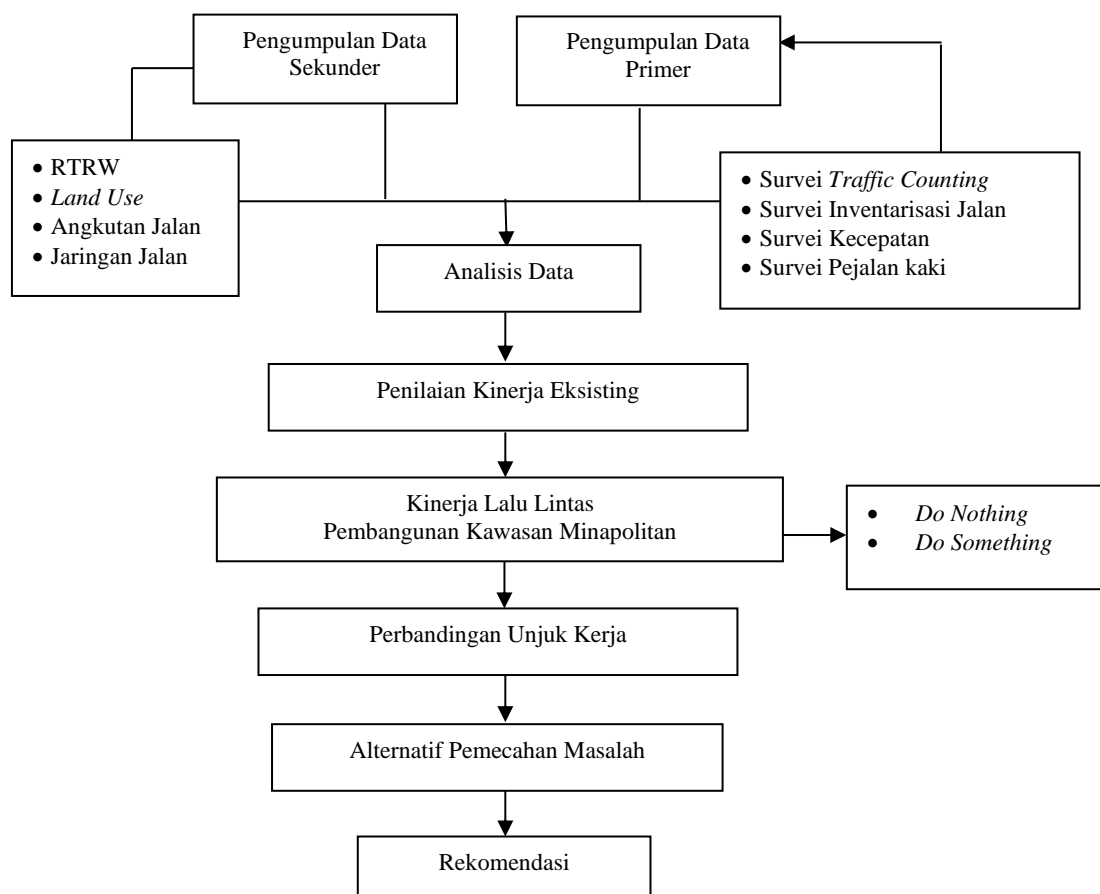 Pengumpulan Data
Sekunder
Pengumpulan Data
Primer
• RTRW
• Land Use
• Angkutan Jalan
• Jaringan Jalan
• Survei Traffic Counting
• Survei Inventarisasi Jalan
• Survei Kecepatan
• Survei Pejalan kaki
Analisis Data
Penilaian Kinerja Eksisting
Kinerja Lalu Lintas
Pembangunan Kawasan Minapolitan
• Do Nothing
• Do Something
Perbandingan Unjuk Kerja
Alternatif Pemecahan Masalah
Rekomendasi